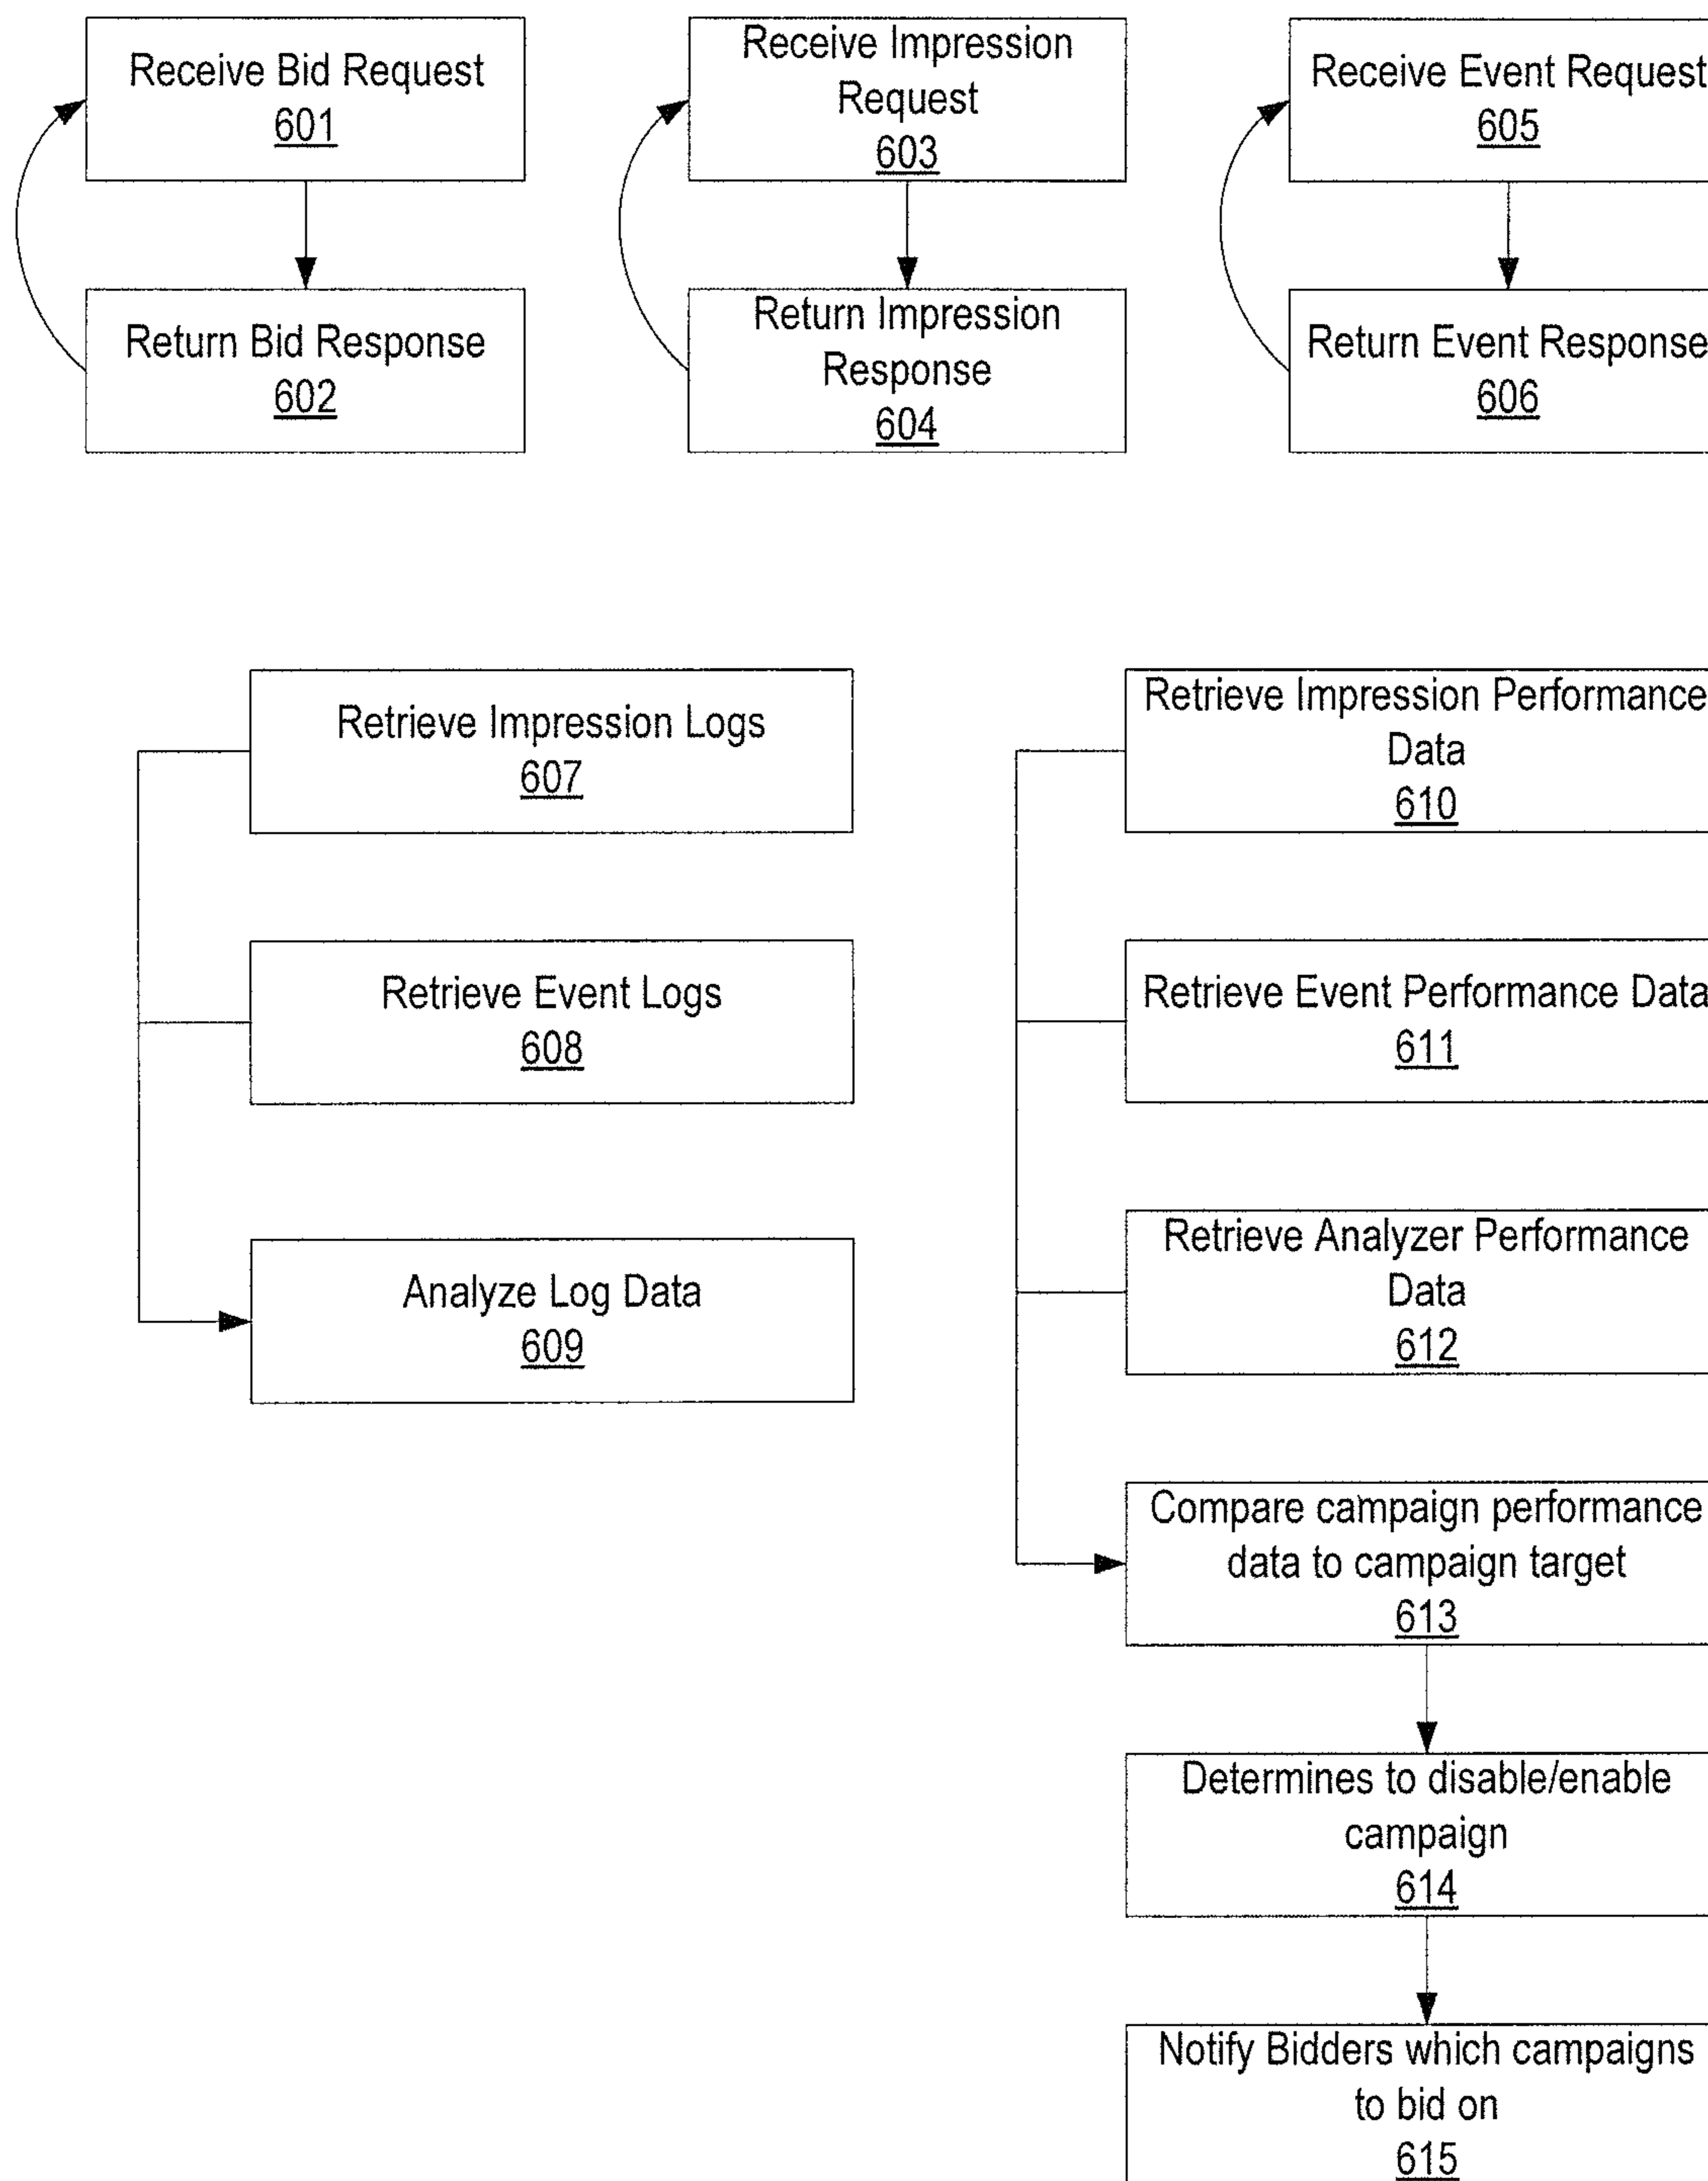 Receive Bid Request
601
Return Bid Response
602
Receive Impression
Request
603
Return Impression
Response
604
Receive Event Request
605
Return Event Response
606
Retrieve Impression Logs
607
Retrieve Event Logs
608
Analyze Log Data
609
Retrieve Impression Performance
Data
610
Retrieve Event Performance Data
611
Retrieve Analyzer Performance
Data
612
Compare campaign performance
data to campaign target
613
Determines to disable/enable
campaign
614
Notify Bidders which campaigns
to bid on
615